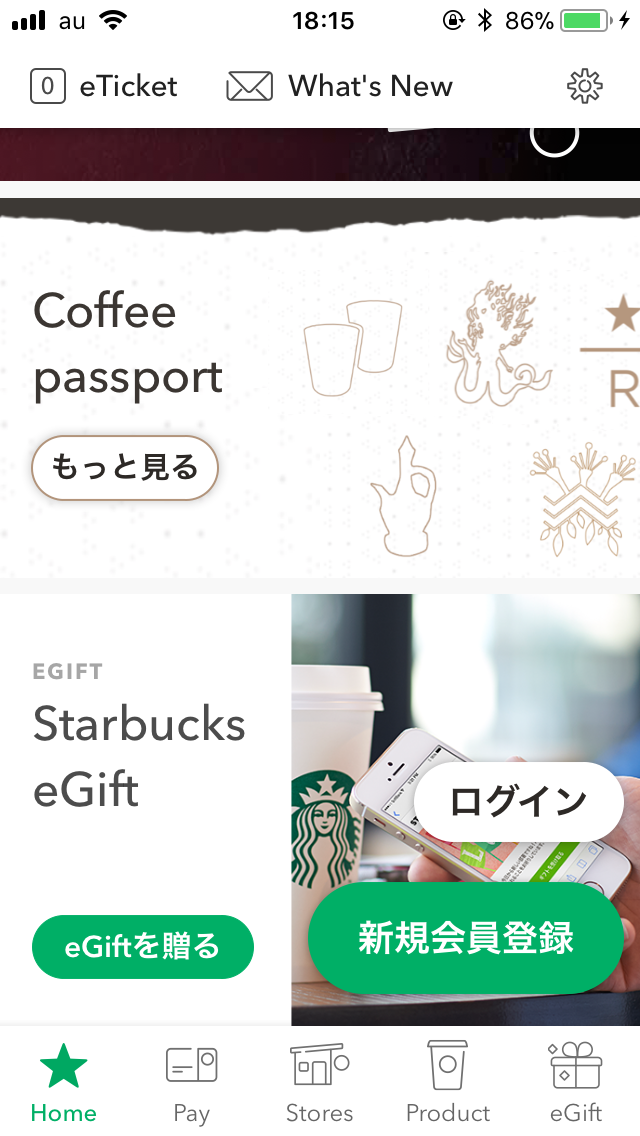 au 18:15 86%
0 eTicket What's New
Coffee
passport
R
もっと見る
EGIFT
Starbucks
eGift
ログイン
eGiftを贈る
新規会員登録
Home Pay Stores Product eGift